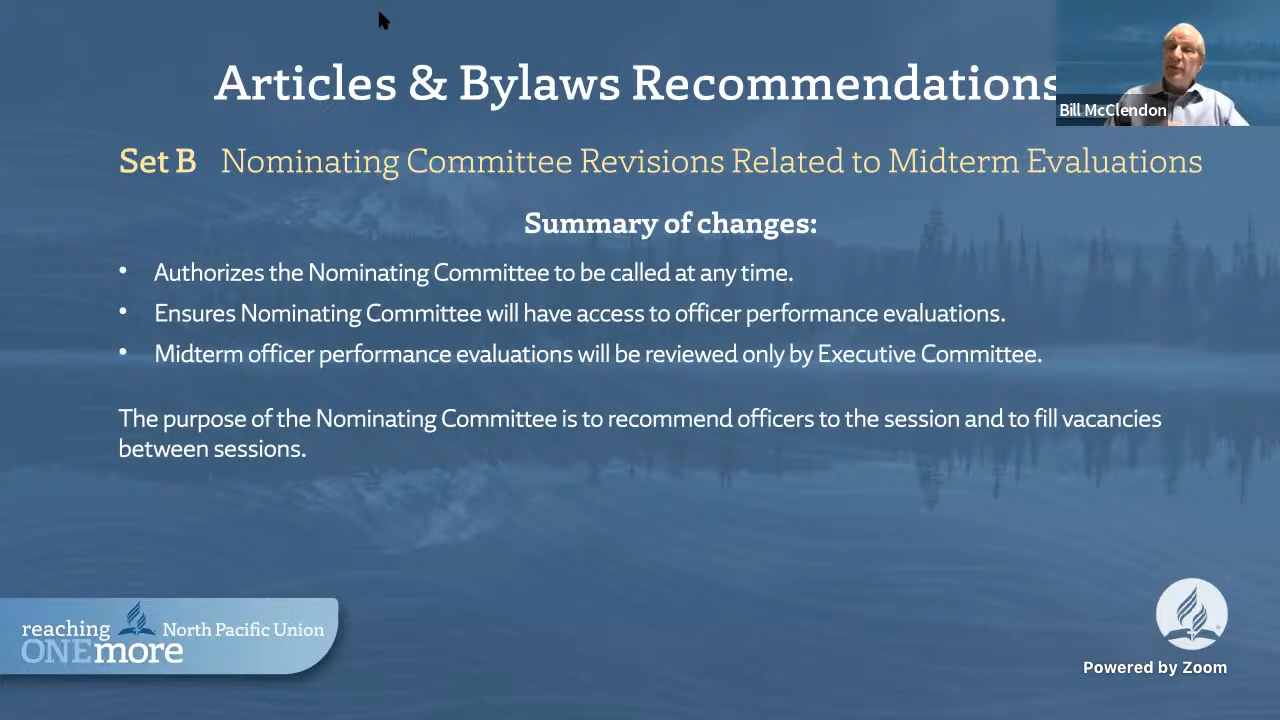 Articles & Bylaws Recommendations
Bill McClendon
Set B Nominating Committee Revisions Related to Midterm Evaluations
Summary of changes:
• Authorizes the Nominating Committee to be called at any time.
• Ensures Nominating Committee will have access to officer performance evaluations.
• Midterm officer performance evaluations will be reviewed only by Executive Committee.
The purpose of the Nominating Committee is to recommend officers to the session and to fill vacancies
between sessions.
reaching North Pacific Union
ONEmore
Powered by Zoom